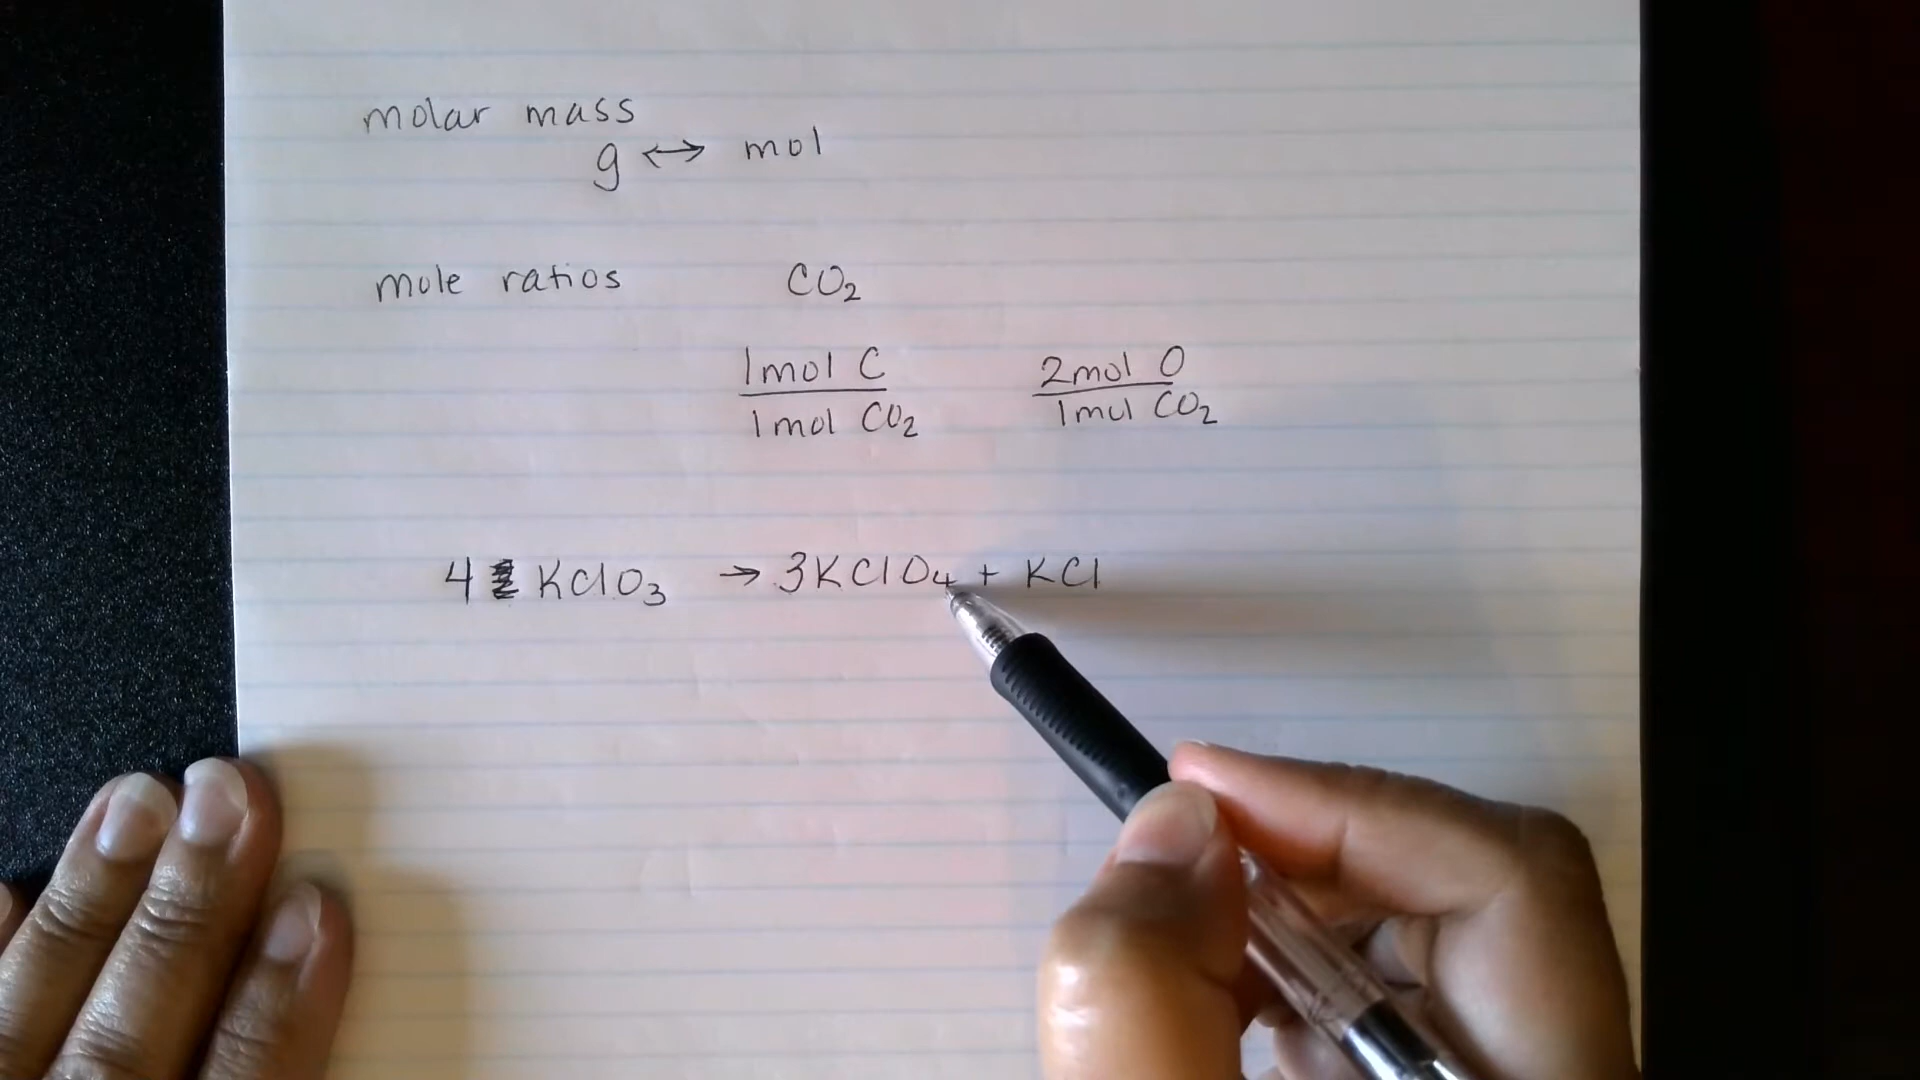 molar mass
g ↔ mol
mole ratios CO₂
1mol C 2mol O
1mol CO₂ 1mol CO₂
4 KClO₃ → 3KClO₄ + KCl